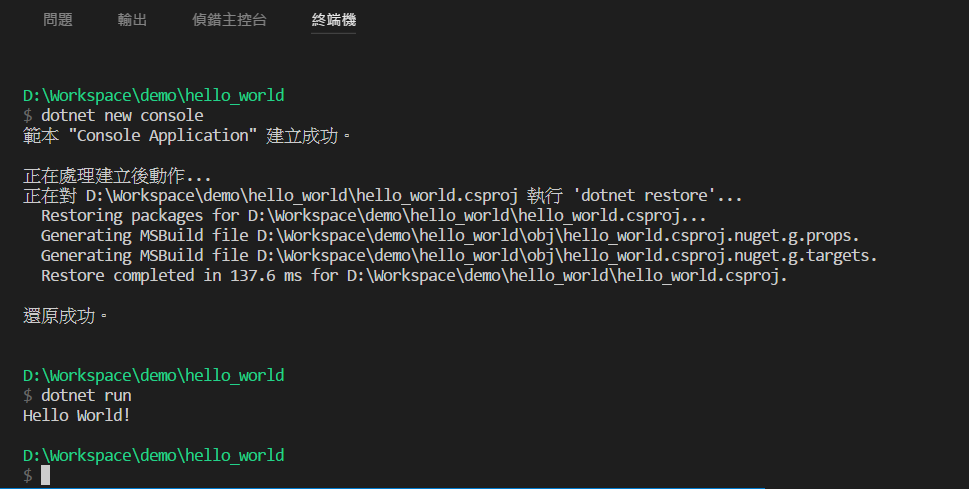 問題 輸出 偵錯主控台 終端機
D:\Workspace\demo\hello_world
$ dotnet new console
範本 "Console Application" 建立成功。
正在處理建立後動作...
正在對 D:\Workspace\demo\hello_world\hello_world.csproj 執行 'dotnet restore'...
  Restoring packages for D:\Workspace\demo\hello_world\hello_world.csproj...
  Generating MSBuild file D:\Workspace\demo\hello_world\obj\hello_world.csproj.nuget.g.props.
  Generating MSBuild file D:\Workspace\demo\hello_world\obj\hello_world.csproj.nuget.g.targets.
  Restore completed in 137.6 ms for D:\Workspace\demo\hello_world\hello_world.csproj.
還原成功。
D:\Workspace\demo\hello_world
$ dotnet run
Hello World!
D:\Workspace\demo\hello_world
$